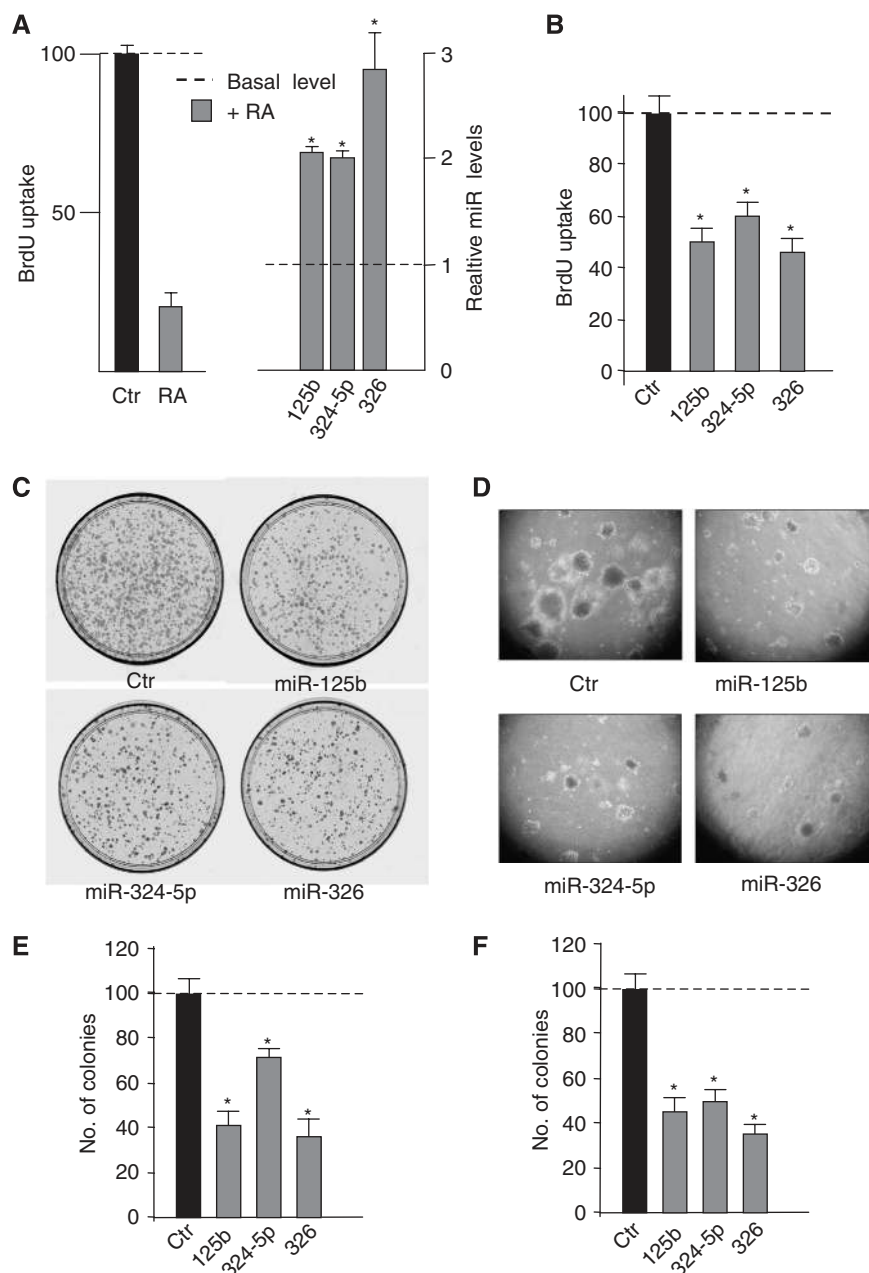 A
100
50
BrdU uptake
Ctr
RA
Basal level
+ RA
*
*
*
3
2
1
0
Realtive miR levels
125b
324-5p
326
B
100
80
60
40
20
0
BrdU uptake
*
*
*
Ctr
125b
324-5p
326
C
Ctr
miR-125b
miR-324-5p
miR-326
D
Ctr
miR-125b
miR-324-5p
miR-326
E
120
100
80
60
40
20
0
No. of colonies
*
*
*
Ctr
125b
324-5p
326
F
120
100
80
60
40
20
0
No. of colonies
*
*
*
Ctr
125b
324-5p
326